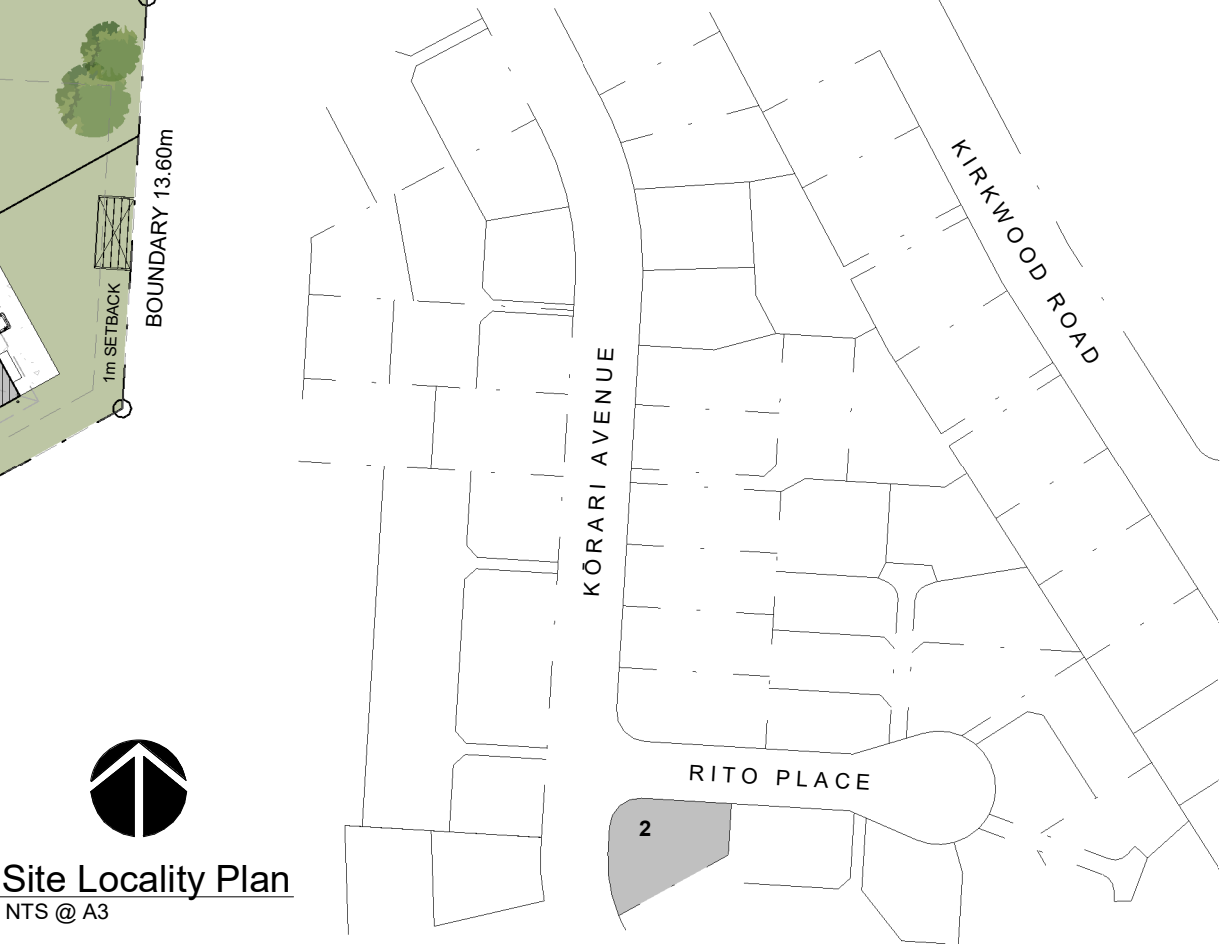 BOUNDARY 13.60m
1m SETBACK
KIRKWOOD ROAD
KŌRARI AVENUE
RITO PLACE
2
Site Locality Plan
NTS @ A3